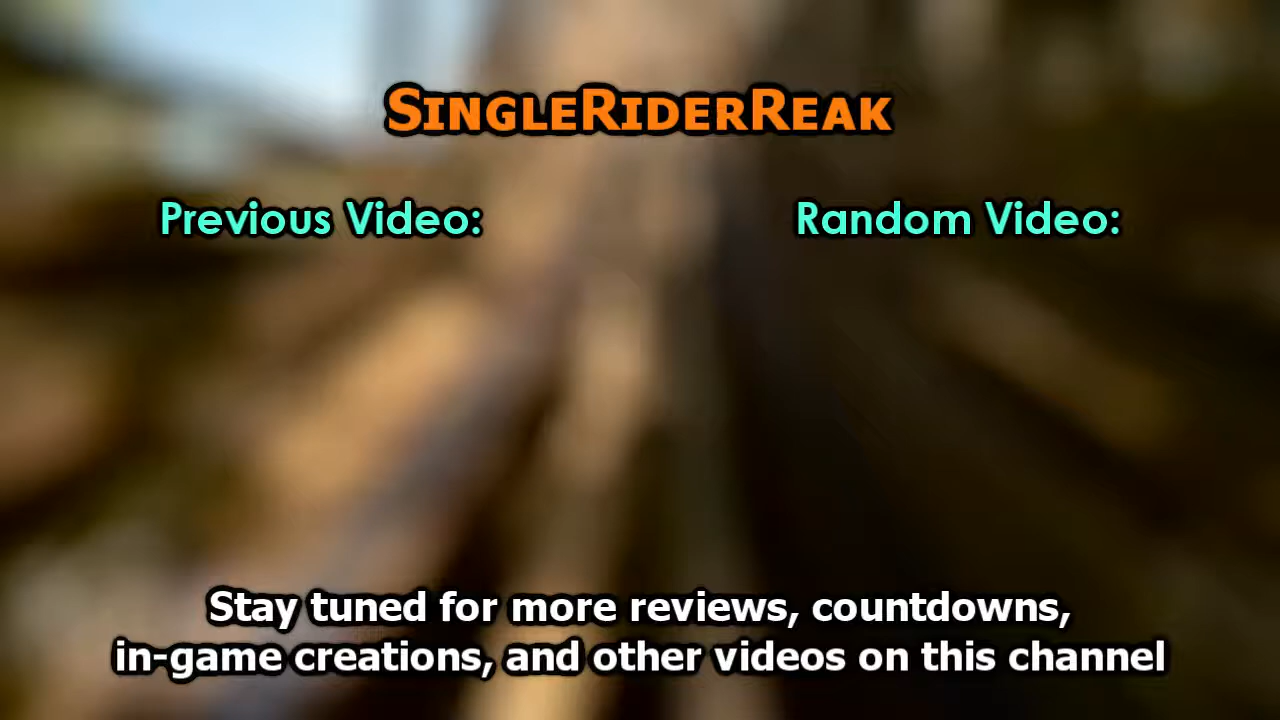 SingleRiderReak
Previous Video:
Random Video:
Stay tuned for more reviews, countdowns,
in-game creations, and other videos on this channel